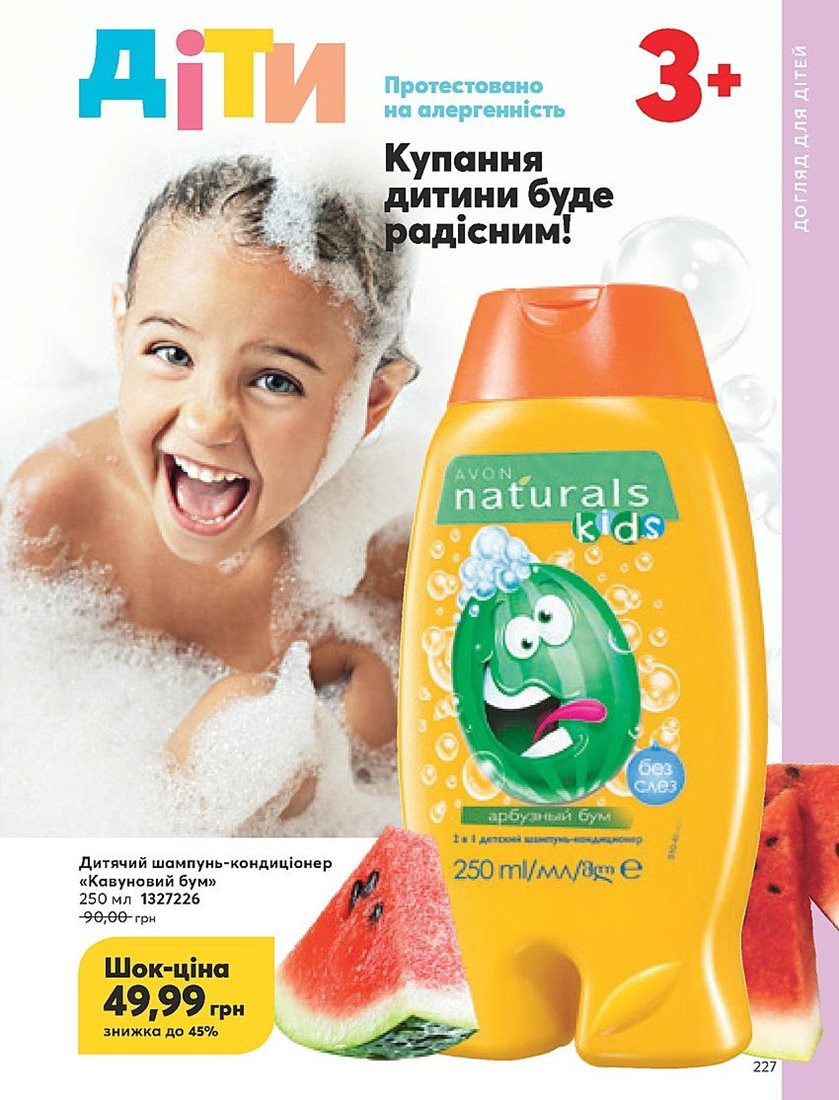 ДіТи
Протестовано
на алергенність
3+
ДОГЛЯД ДЛЯ ДІТЕЙ
Купання
дитини буде
радісним!
AVON
naturals
kids
без
слез
арбузный бум
2 в 1 детский шампунь-кондиционер
250 ml/мл/მლ e
Дитячий шампунь-кондиціонер
«Кавуновий бум»
250 мл 1327226
90,00 грн
Шок-ціна
49,99 грн
знижка до 45%
227